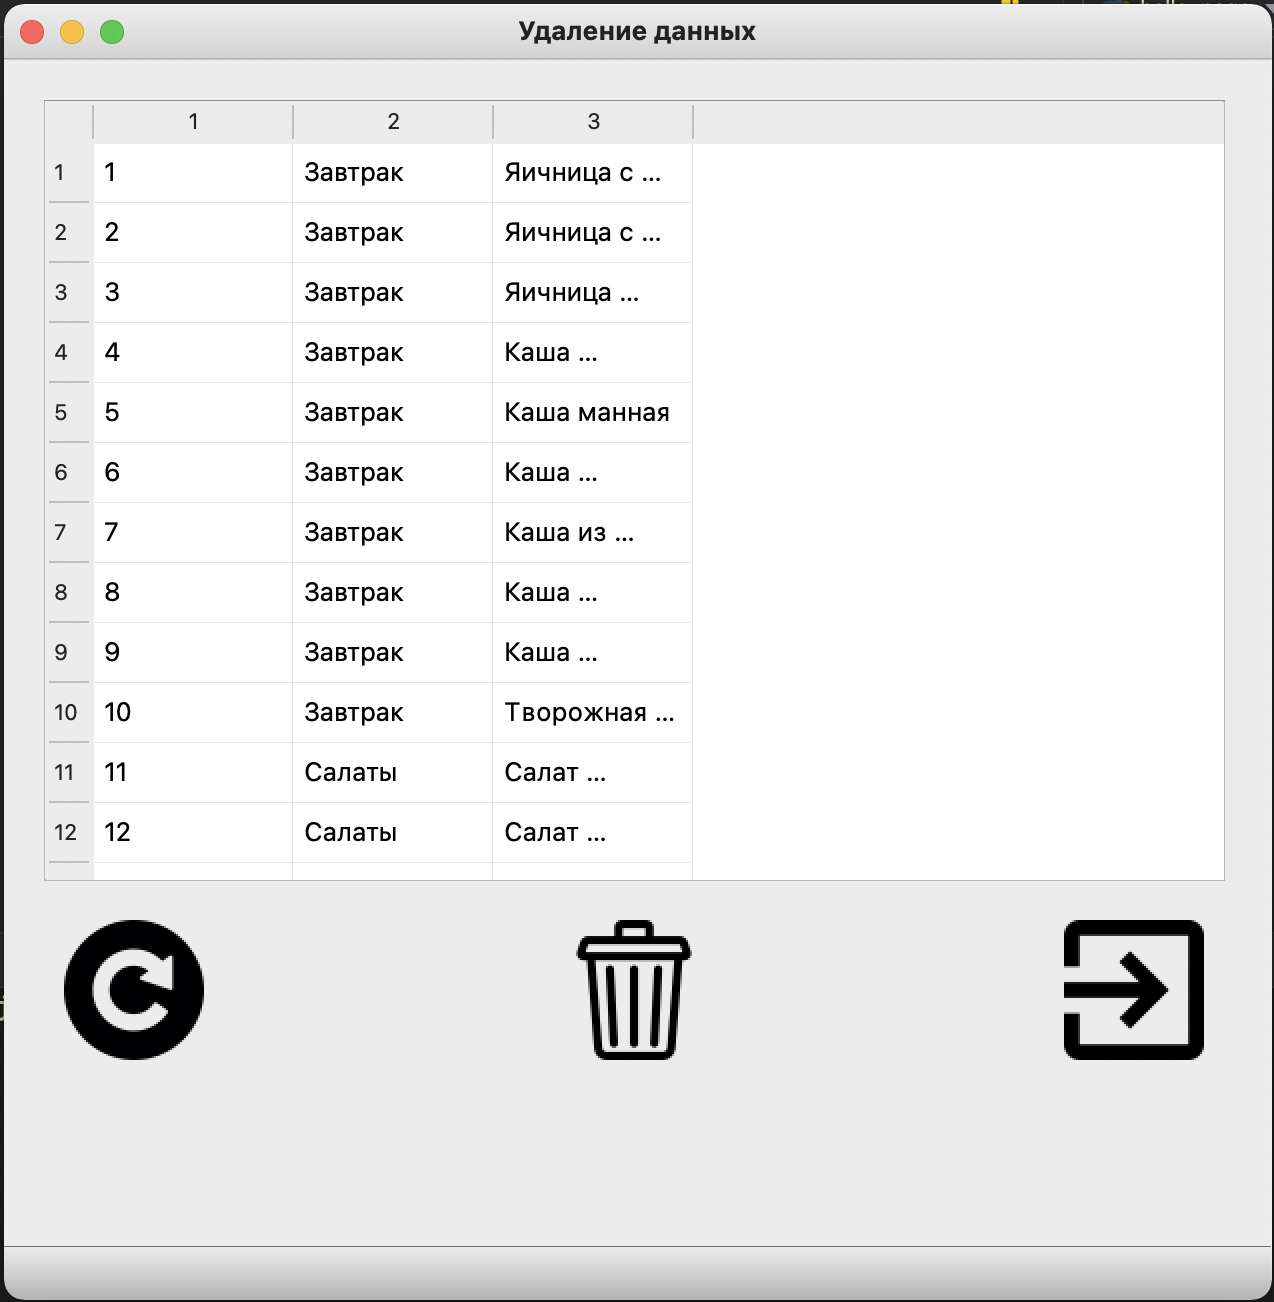 Удаление данных
1 2 3
1 1 Завтрак Яичница с ...
2 2 Завтрак Яичница с ...
3 3 Завтрак Яичница ...
4 4 Завтрак Каша ...
5 5 Завтрак Каша манная
6 6 Завтрак Каша ...
7 7 Завтрак Каша из ...
8 8 Завтрак Каша ...
9 9 Завтрак Каша ...
10 10 Завтрак Творожная ...
11 11 Салаты Салат ...
12 12 Салаты Салат ...